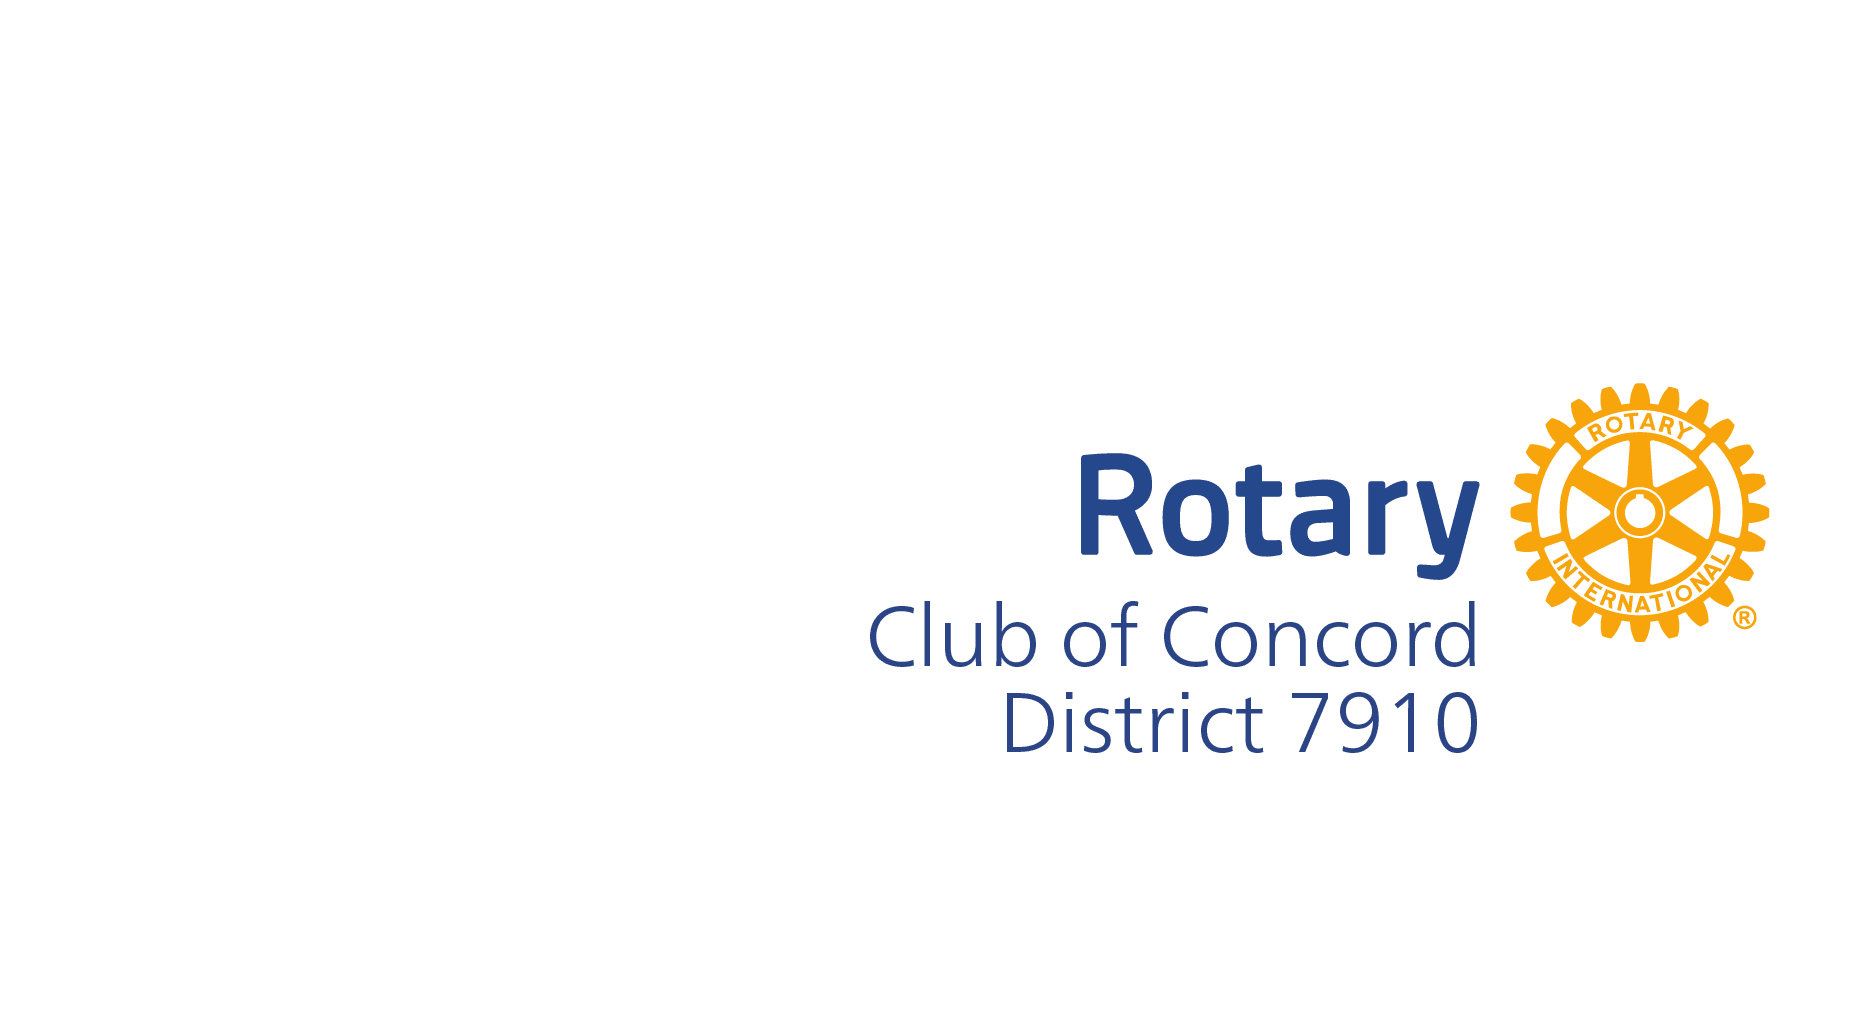 Rotary
Club of Concord
District 7910
ROTARY
INTERNATIONAL
®